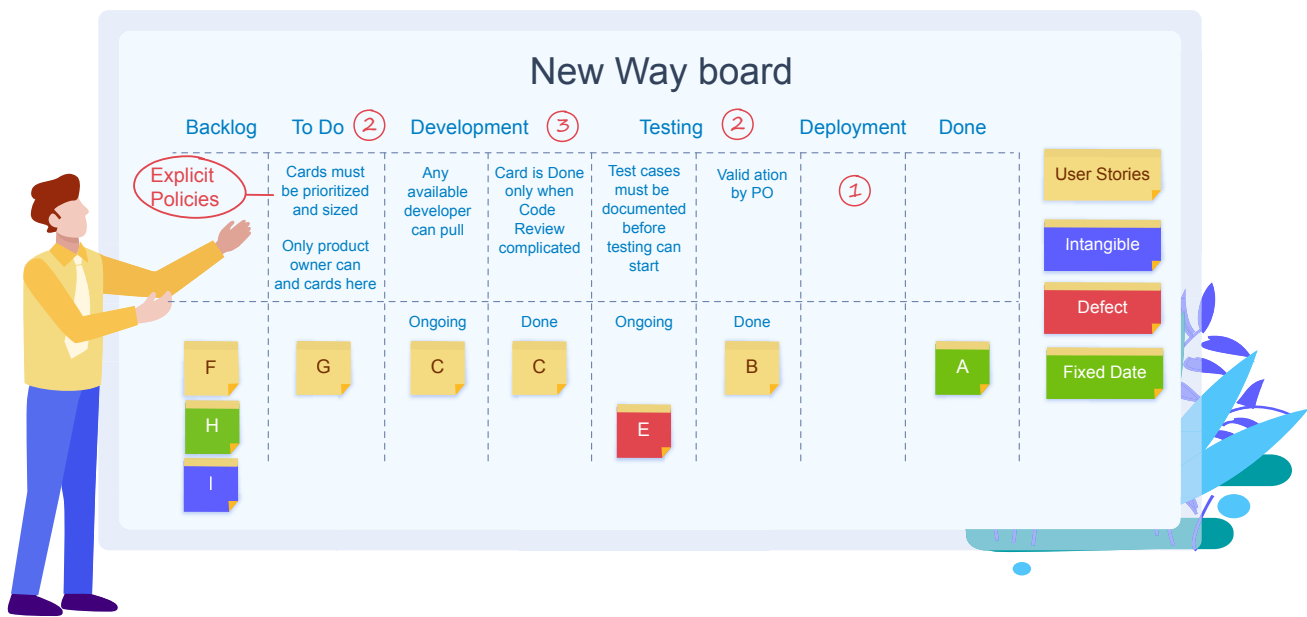 New Way board
Backlog
To Do 2
Development 3
Testing 2
Deployment
Done
Explicit
Policies
Cards must
be prioritized
and sized
Only product
owner can
and cards here
Any
available
developer
can pull
Card is Done
only when
Code
Review
complicated
Test cases
must be
documented
before
testing can
start
Valid ation
by PO
1
Ongoing
Done
Ongoing
Done
F
G
C
C
B
A
H
E
I
User Stories
Intangible
Defect
Fixed Date